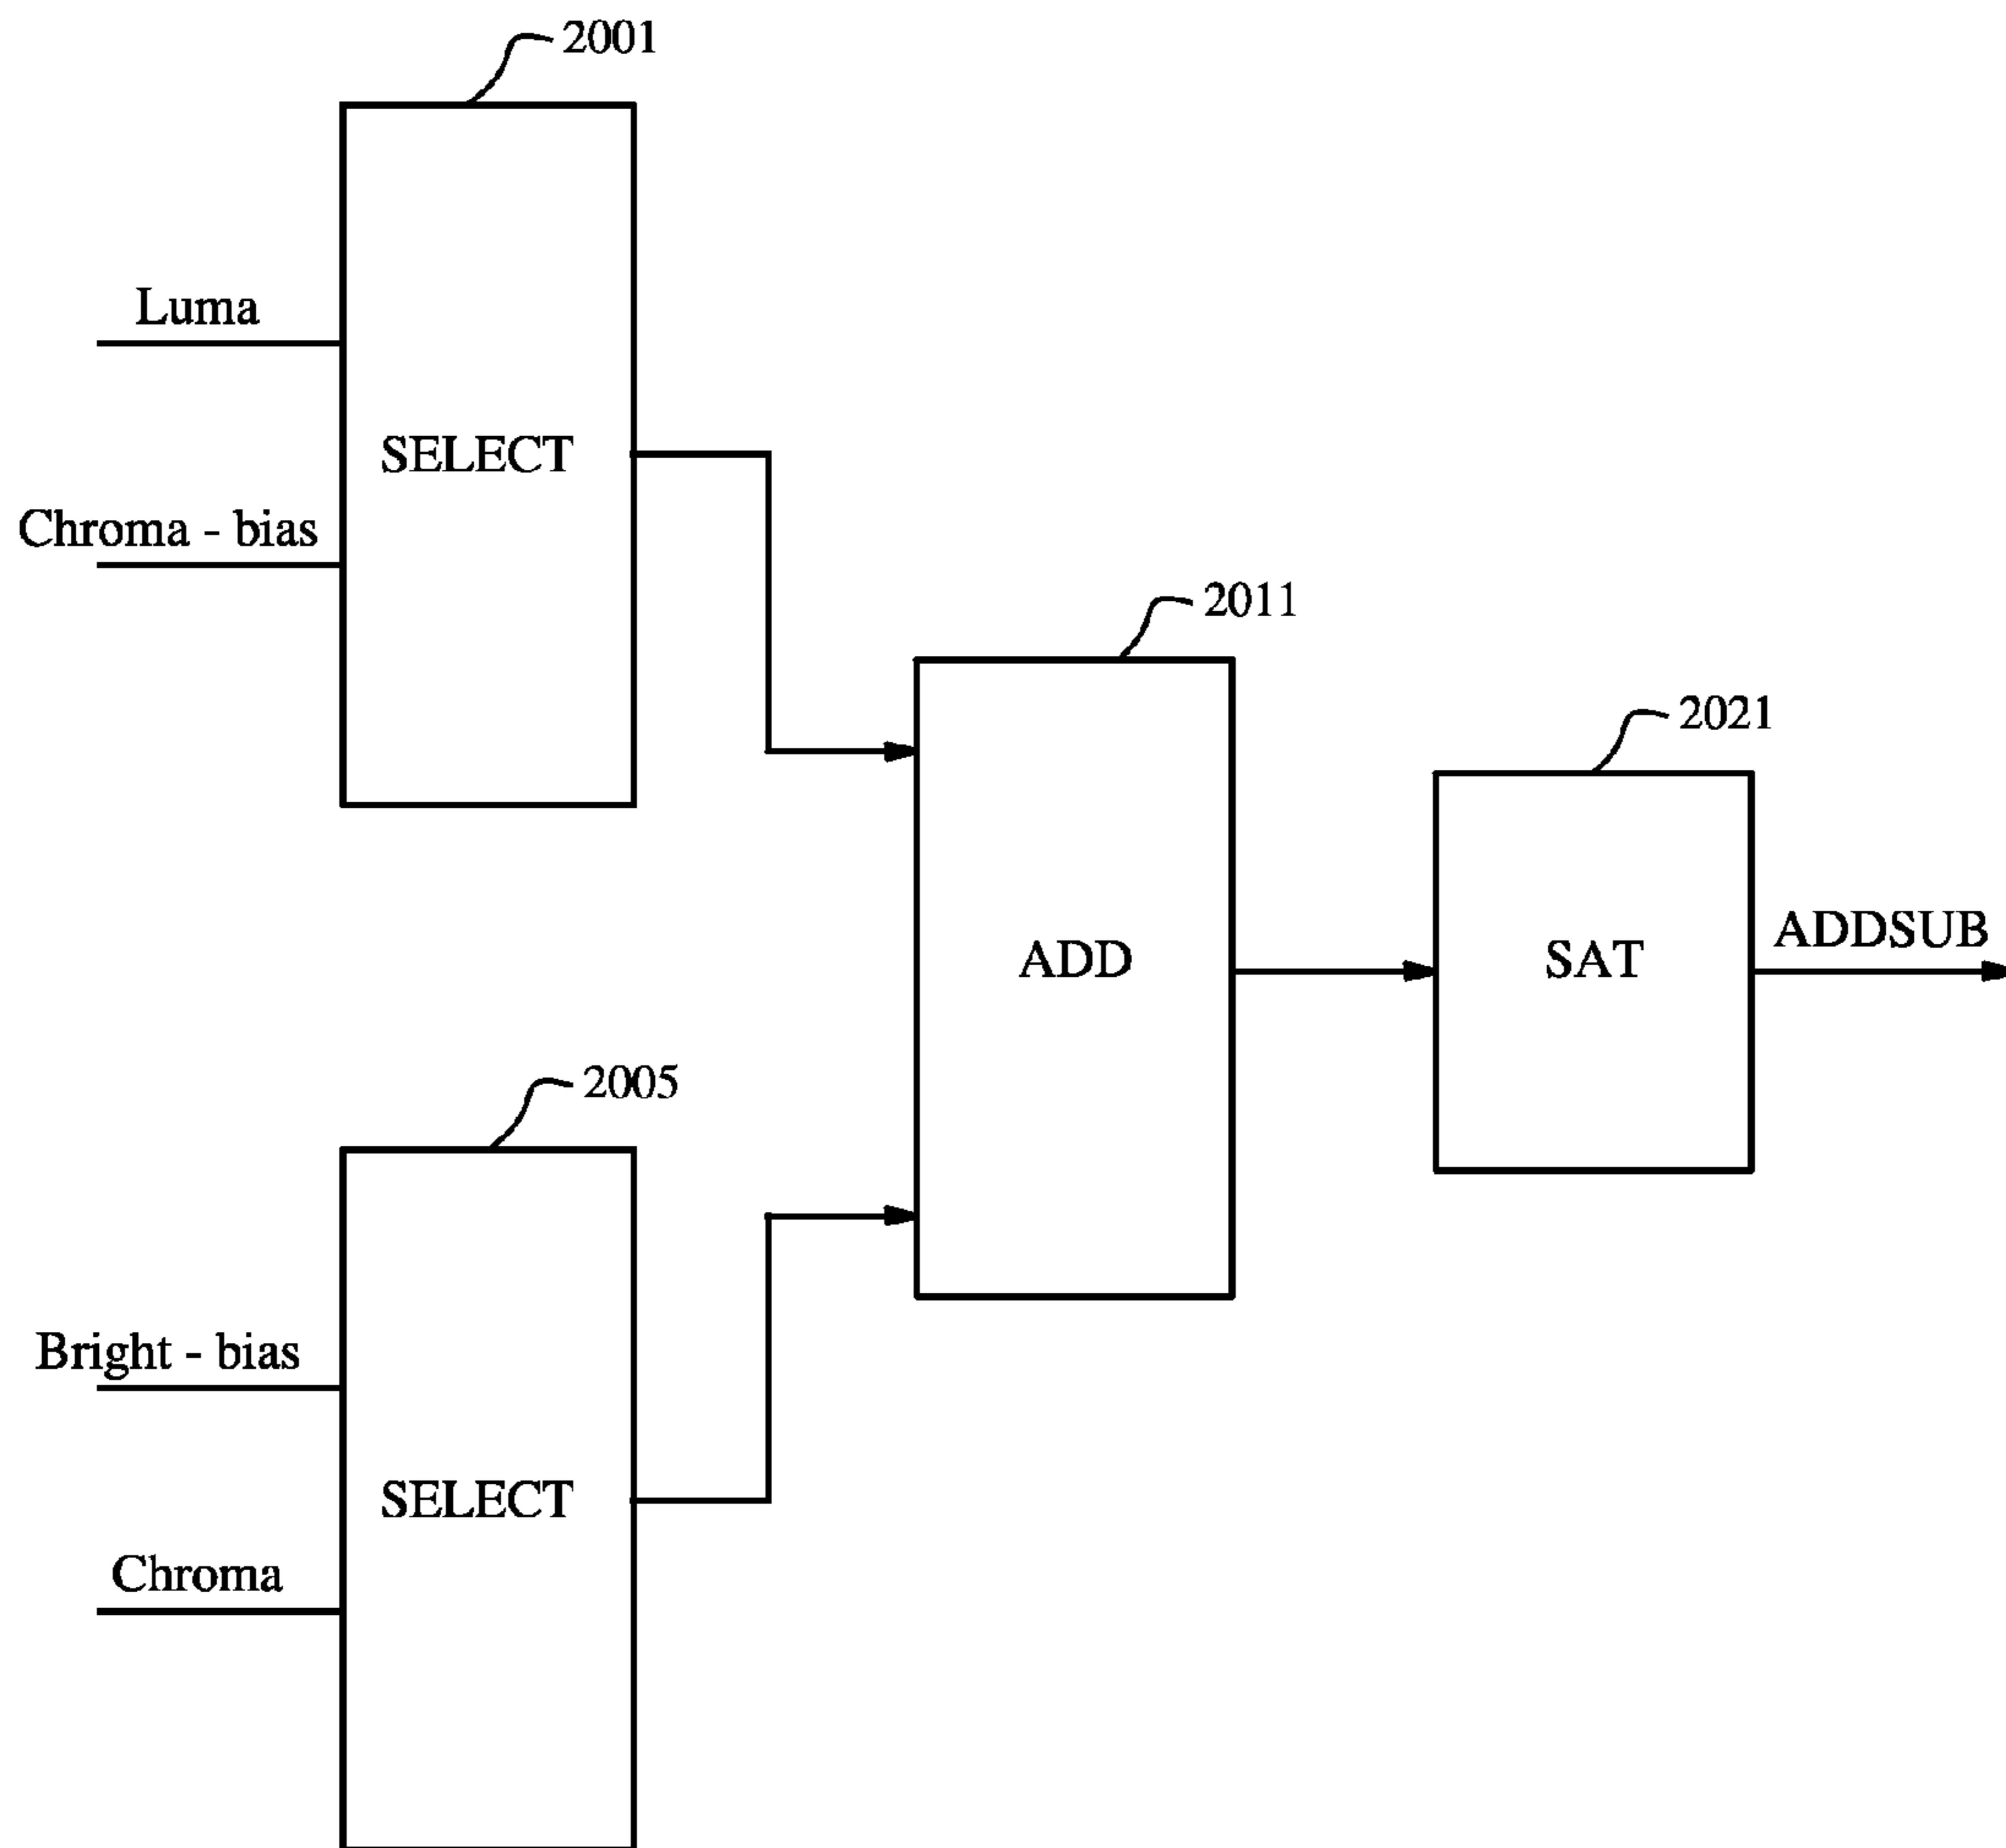 2001
Luma
SELECT
Chroma - bias
2011
2021
ADD
SAT
ADDSUB
2005
Bright - bias
SELECT
Chroma